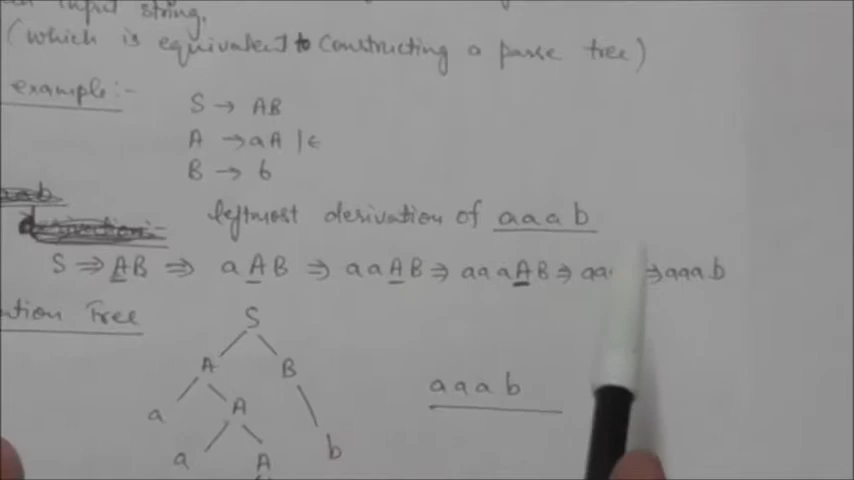 input string.
(which is equivalent to constructing a parse tree)
example:-
S → AB
A → aA | ϵ
B → b
leftmost derivation of aaab
S ⇒ AB ⇒ aAB ⇒ aaAB ⇒ aaaAB ⇒ aa ⇒ aaab
Tree
S
A B
a A aaab
a A b